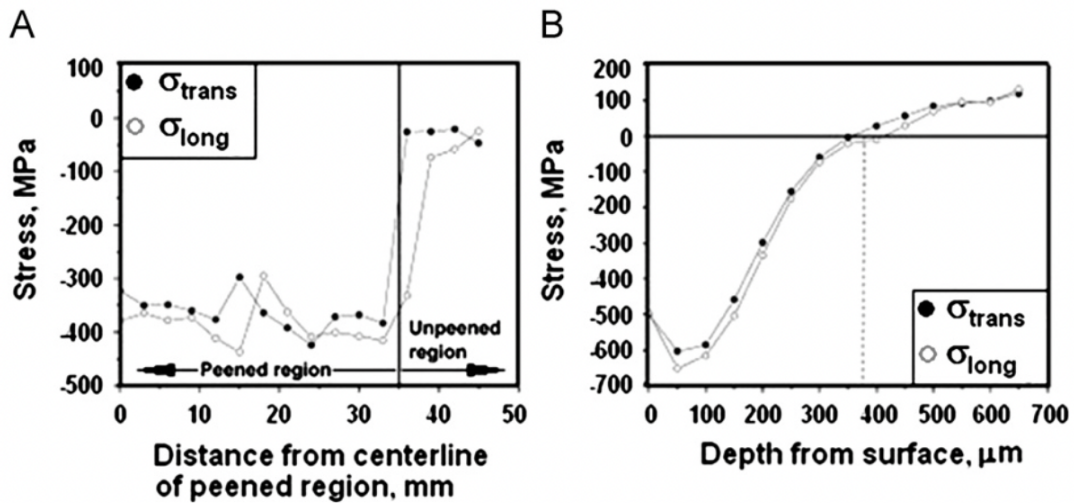 A
100
0
-100
-200
-300
-400
-500
Stress, MPa
σtrans
σlong
Peened region
Unpeened
region
0
10
20
30
40
50
Distance from centerline
of peened region, mm
B
200
100
0
-100
-200
-300
-400
-500
-600
-700
Stress, MPa
σtrans
σlong
0
100
200
300
400
500
600
700
Depth from surface, μm